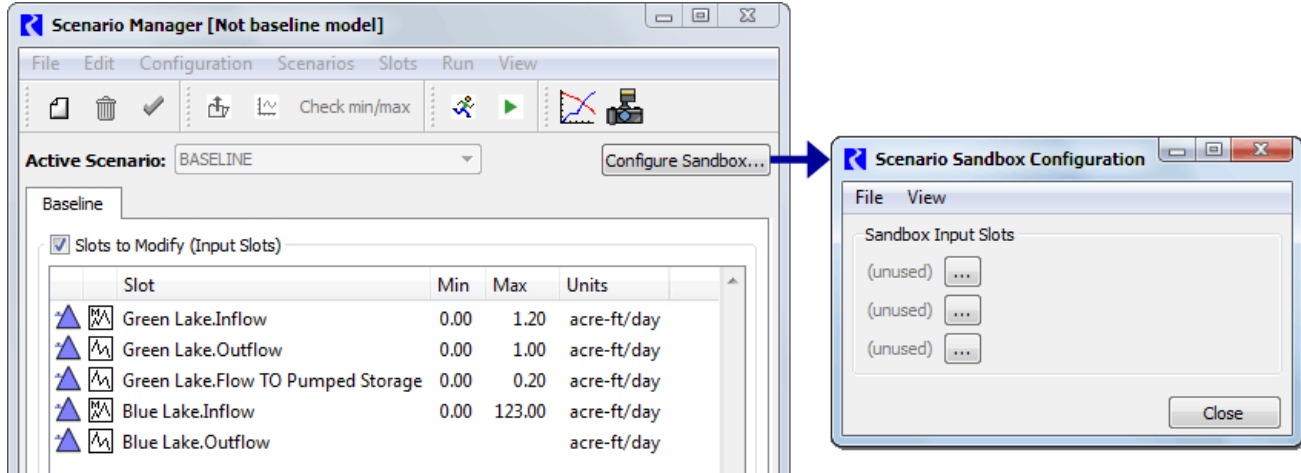 Scenario Manager [Not baseline model]
File Edit Configuration Scenarios Slots Run View
Check min/max
Active Scenario: BASELINE Configure Sandbox...
Baseline
Slots to Modify (Input Slots)
Slot Min Max Units
Green Lake.Inflow 0.00 1.20 acre-ft/day
Green Lake.Outflow 0.00 1.00 acre-ft/day
Green Lake.Flow TO Pumped Storage 0.00 0.20 acre-ft/day
Blue Lake.Inflow 0.00 123.00 acre-ft/day
Blue Lake.Outflow acre-ft/day
Scenario Sandbox Configuration
File View
Sandbox Input Slots
(unused) ...
(unused) ...
(unused) ...
Close